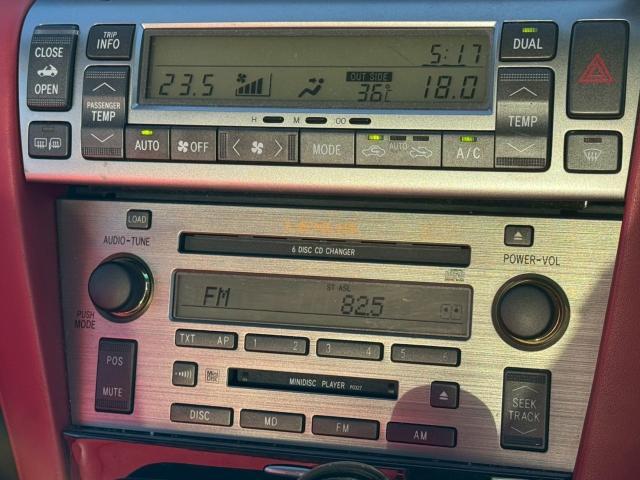 CLOSE
OPEN
TRIP
INFO
PASSENGER
TEMP
5:17
23.5
OUT SIDE
36℃
18.0
DUAL
TEMP
H M :00
AUTO
OFF
MODE
AUTO
A/C
LOAD
AUDIO-TUNE
6 DISC CD CHANGER
POWER-VOL
PUSH
MODE
FM
ST ASL
82.5
TXT AP
1 2
3 4
5 6
POS
MUTE
MINIDISC PLAYER P0327
SEEK
TRACK
DISC
MD
FM
AM